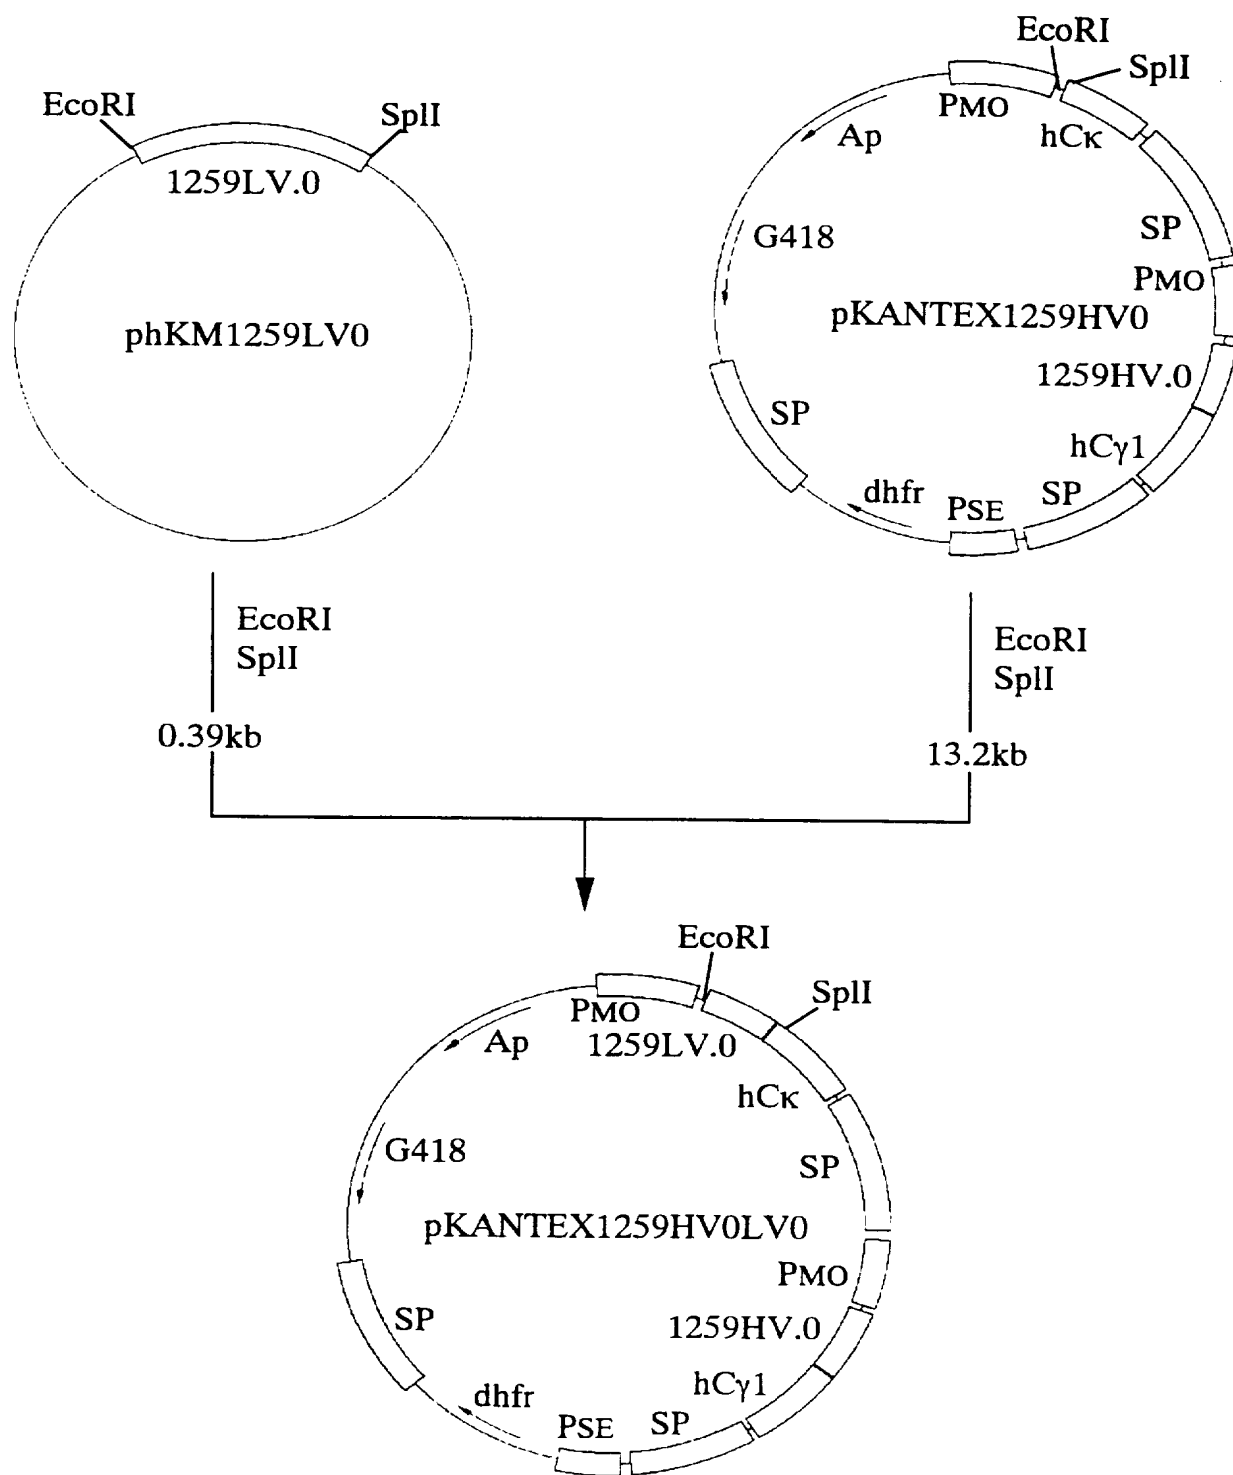 EcoRI
SplI
1259LV.0
phKM1259LV0
EcoRI
SplI
PMO
hCκ
Ap
SP
G418
PMO
pKANTEX1259HV0
1259HV.0
SP
hCγ1
dhfr
PSE
SP
EcoRI
SplI
0.39kb
EcoRI
SplI
13.2kb
EcoRI
SplI
PMO
1259LV.0
Ap
hCκ
G418
SP
pKANTEX1259HV0LV0
PMO
SP
1259HV.0
hCγ1
dhfr
PSE
SP